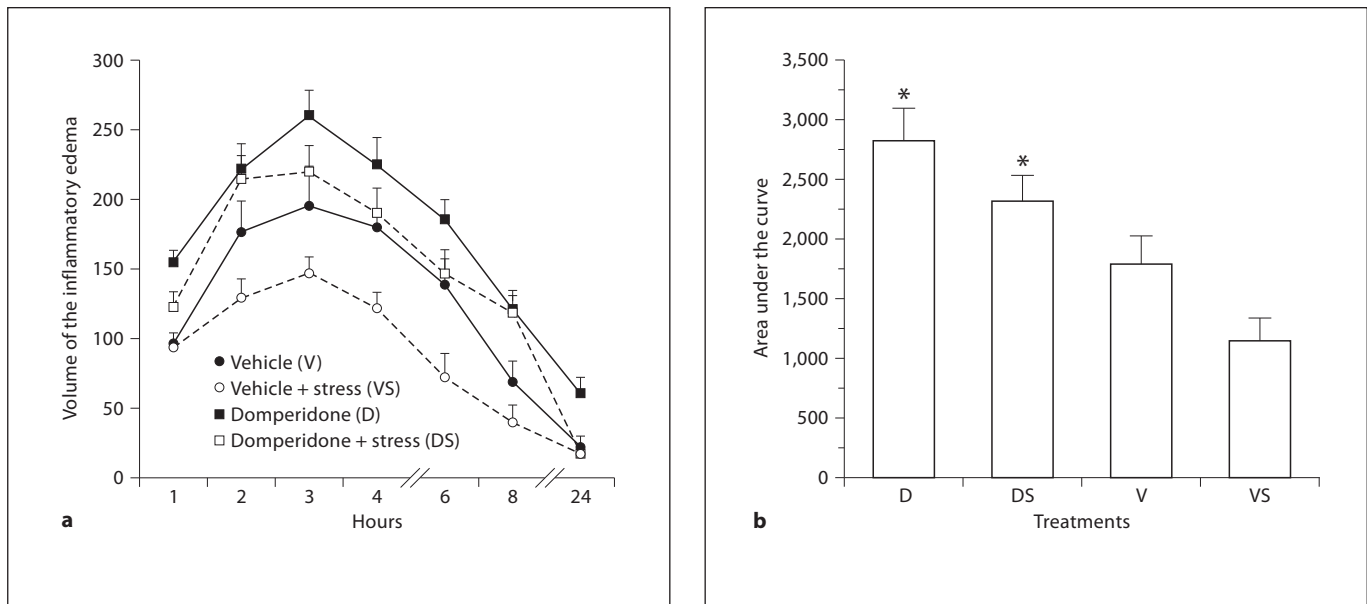 300
250
200
150
100
50
0
Volume of the inflammatory edema
Vehicle (V)
Vehicle + stress (VS)
Domperidone (D)
Domperidone + stress (DS)
1 2 3 4 6 8 24
Hours
a
3,500
3,000
2,500
2,000
1,500
1,000
500
0
Area under the curve
* *
D DS V VS
Treatments
b